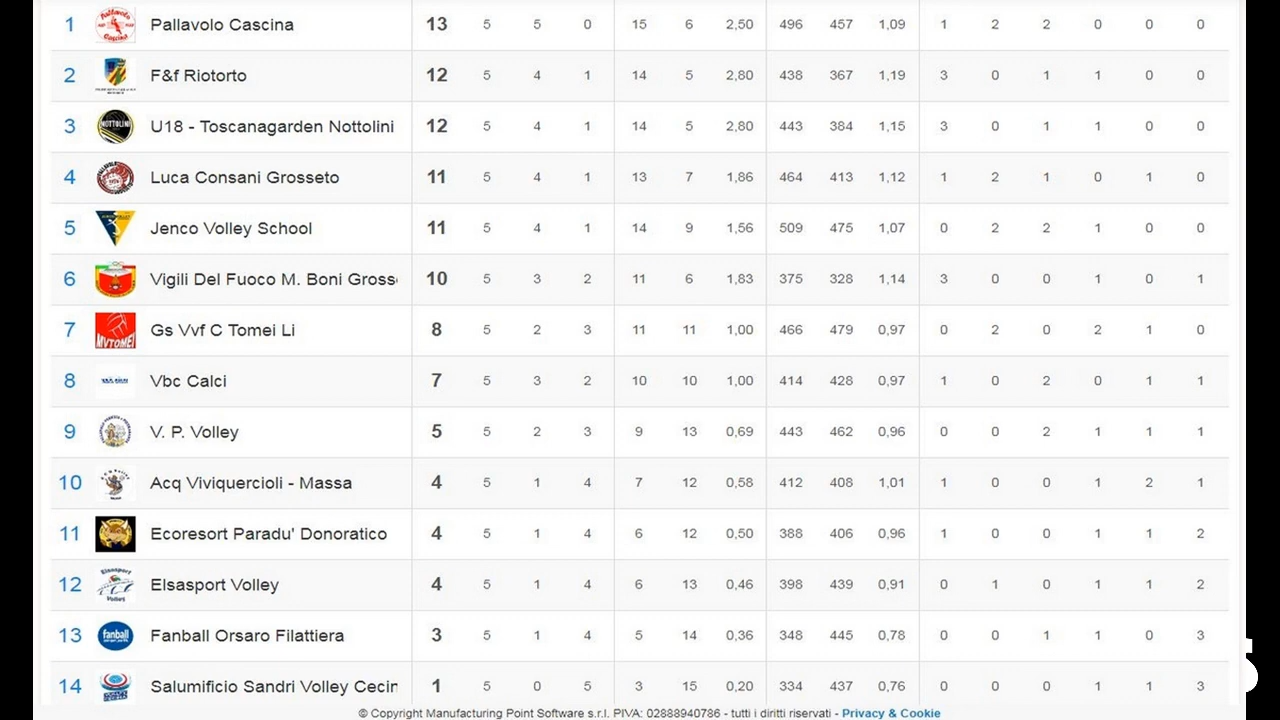 1 Pallavolo Cascina 13 5 5 0 15 6 2,50 496 457 1,09 1 2 2 0 0 0
2 F&f Riotorto 12 5 4 1 14 5 2,80 438 367 1,19 3 0 1 1 0 0
3 NOTTOLINI U18 - Toscanagarden Nottolini 12 5 4 1 14 5 2,80 443 384 1,15 3 0 1 1 0 0
4 Luca Consani Grosseto 11 5 4 1 13 7 1,86 464 413 1,12 1 2 1 0 1 0
5 Jenco Volley School 11 5 4 1 14 9 1,56 509 475 1,07 0 2 2 1 0 0
6 Vigili Del Fuoco M. Boni Gross 10 5 3 2 11 6 1,83 375 328 1,14 3 0 0 1 0 1
7 MVTOMEI Gs Vvf C Tomei Li 8 5 2 3 11 11 1,00 466 479 0,97 0 2 0 2 1 0
8 Vbc Calci 7 5 3 2 10 10 1,00 414 428 0,97 1 0 2 0 1 1
9 V. P. Volley 5 5 2 3 9 13 0,69 443 462 0,96 0 0 2 1 1 1
10 Acq Viviquercioli - Massa 4 5 1 4 7 12 0,58 412 408 1,01 1 0 0 1 2 1
11 Ecoresort Paradu' Donoratico 4 5 1 4 6 12 0,50 388 406 0,96 1 0 0 1 1 2
12 Elsasport Volley Elsasport Volley 4 5 1 4 6 13 0,46 398 439 0,91 0 1 0 1 1 2
13 fanball Fanball Orsaro Filattiera 3 5 1 4 5 14 0,36 348 445 0,78 0 0 1 1 0 3
14 Salumificio Sandri Volley Cecin 1 5 0 5 3 15 0,20 334 437 0,76 0 0 0 1 1 3
© Copyright Manufacturing Point Software s.r.l. PIVA: 02888940786 - tutti i diritti riservati - Privacy & Cookie